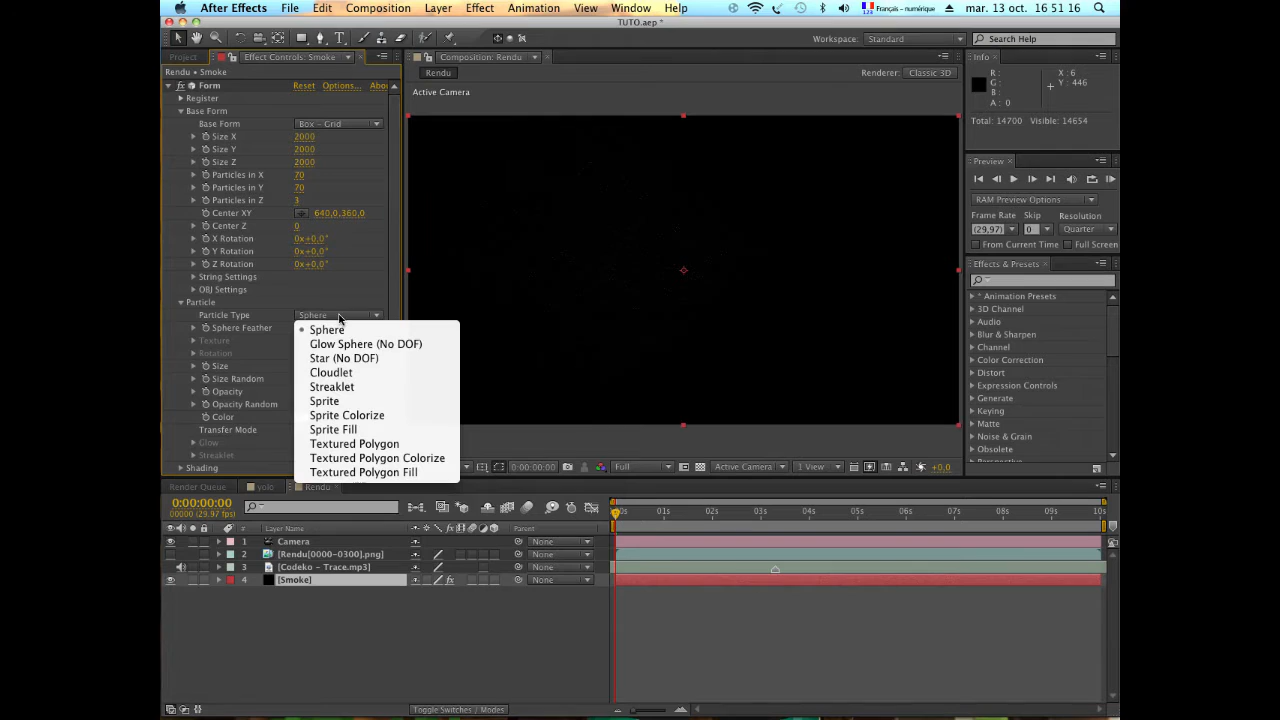 After Effects File Edit Composition Layer Effect Animation View Window Help Français - numérique mar. 13 oct. 16 51 16
TUTO.aep *
Workspace: Standard Search Help
Project Effect Controls: Smoke Composition: Rendu Info
Rendu • Smoke Rendu Renderer: Classic 3D
Form Reset Options... Abo
Active Camera
R :
G :
B :
A : 0
X : 6
Y : 446
Register
Base Form
Total: 14700 Visible: 14654
Base Form Box - Grid
Size X 2000
Size Y 2000
Size Z 2000
Preview
Particles in X 70
Particles in Y 70
Particles in Z 3
RAM Preview Options
Center XY 640,0,360,0
Frame Rate Skip Resolution
Center Z 0
(29,97) 0 Quarter
X Rotation 0x+0,0°
From Current Time Full Screen
Y Rotation 0x+0,0°
Z Rotation 0x+0,0°
Effects & Presets
String Settings
OBJ Settings
Particle
Particle Type Sphere
Sphere Feather
Texture
Rotation
Size
Size Random
Opacity
Opacity Random
Color
Transfer Mode
Glow
Streaklet
Shading
Sphere
Glow Sphere (No DOF)
Star (No DOF)
Cloudlet
Streaklet
Sprite
Sprite Colorize
Sprite Fill
Textured Polygon
Textured Polygon Colorize
Textured Polygon Fill
* Animation Presets
3D Channel
Audio
Blur & Sharpen
Channel
Color Correction
Distort
Expression Controls
Generate
Keying
Matte
Noise & Grain
Obsolete
0:00:00:00 Full Active Camera 1 View +0,0
Render Queue yolo Rendu
0:00:00:00
00000 (29.97 fps)
00s 01s 02s 03s 04s 05s 06s 07s 08s 09s 10s
# Layer Name Parent
1 Camera None
2 [Rendu[0000-0300].png] None
3 [Codeko - Trace.mp3] None
4 [Smoke] None
Toggle Switches / Modes